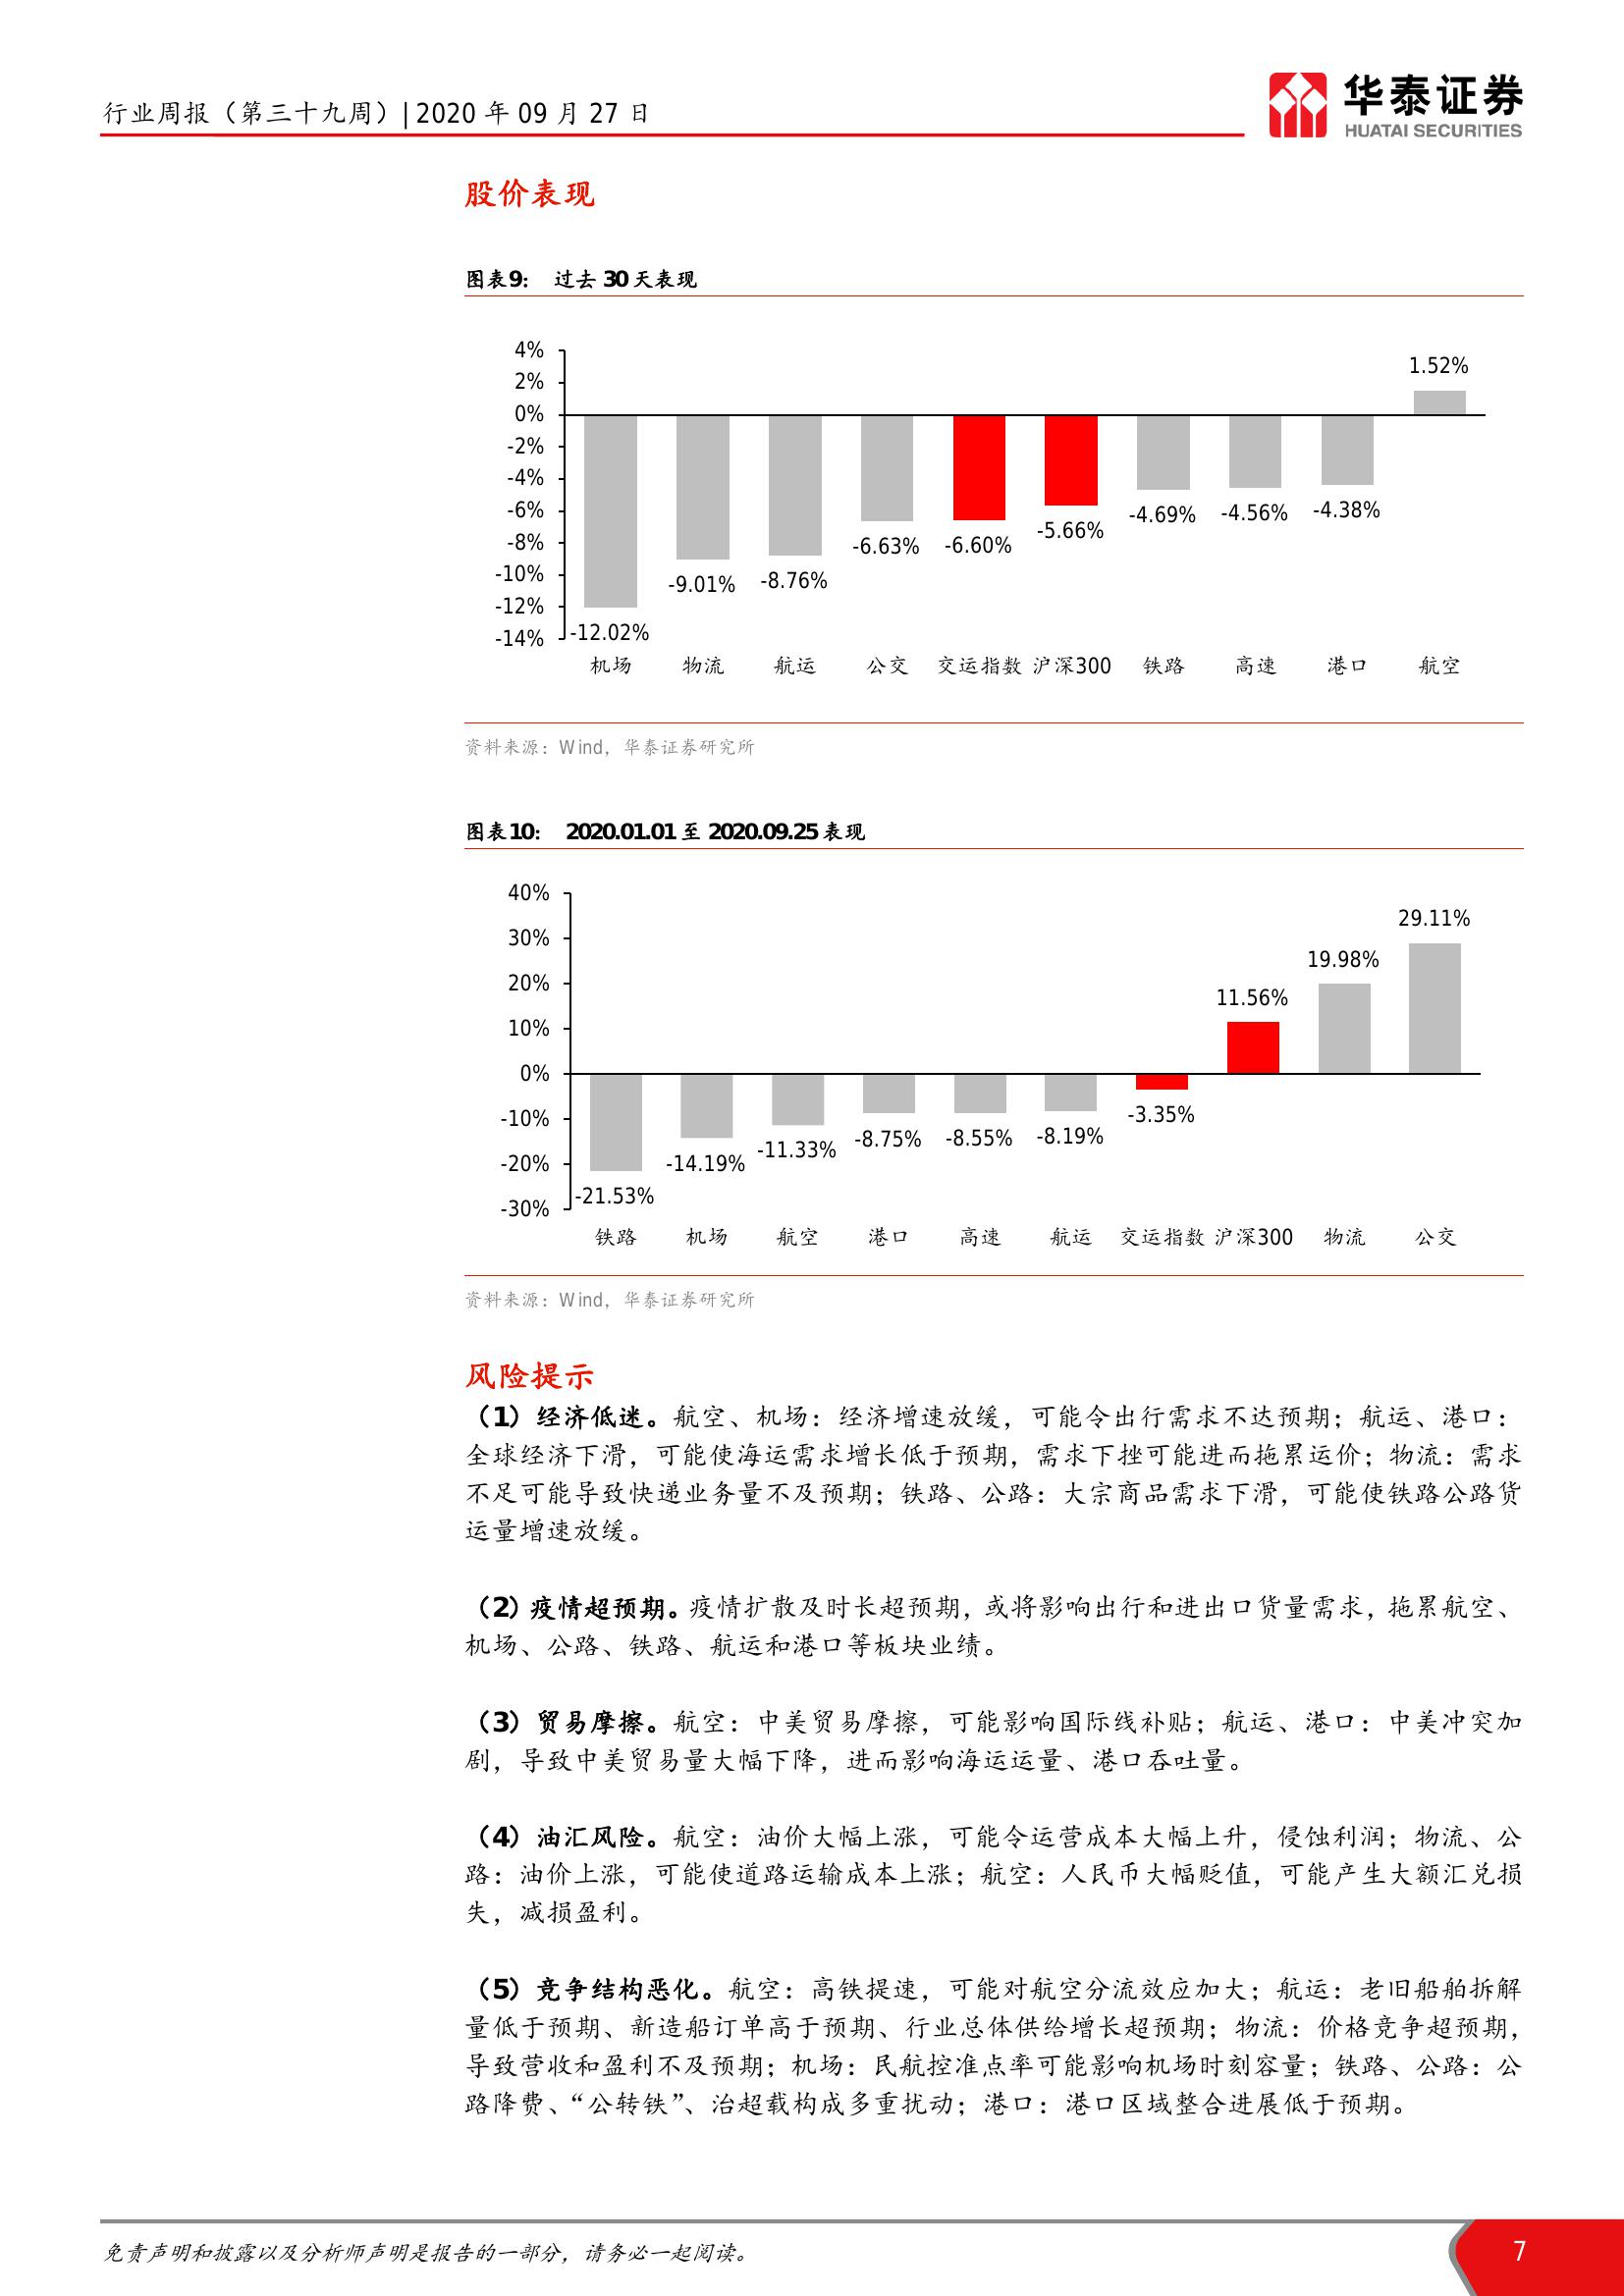 行业周报（第三十九周）| 2020 年 09 月 27 日
华泰证券
HUATAI SECURITIES
股价表现
图表9： 过去 30 天表现
4%
2%
0%
-2%
-4%
-6%
-8%
-10%
-12%
-14%
-12.02%
-9.01%
-8.76%
-6.63%
-6.60%
-5.66%
-4.69%
-4.56%
-4.38%
1.52%
机场 物流 航运 公交 交运指数 沪深300 铁路 高速 港口 航空
资料来源：Wind，华泰证券研究所
图表10： 2020.01.01 至 2020.09.25 表现
40%
30%
20%
10%
0%
-10%
-20%
-30%
-21.53%
-14.19%
-11.33%
-8.75%
-8.55%
-8.19%
-3.35%
11.56%
19.98%
29.11%
铁路 机场 航空 港口 高速 航运 交运指数 沪深300 物流 公交
资料来源：Wind，华泰证券研究所
风险提示
（1）经济低迷。航空、机场：经济增速放缓，可能令出行需求不达预期；航运、港口：
全球经济下滑，可能使海运需求增长低于预期，需求下挫可能进而拖累运价；物流：需求
不足可能导致快递业务量不及预期；铁路、公路：大宗商品需求下滑，可能使铁路公路货
运量增速放缓。
（2）疫情超预期。疫情扩散及时长超预期，或将影响出行和进出口货量需求，拖累航空、
机场、公路、铁路、航运和港口等板块业绩。
（3）贸易摩擦。航空：中美贸易摩擦，可能影响国际线补贴；航运、港口：中美冲突加
剧，导致中美贸易量大幅下降，进而影响海运运量、港口吞吐量。
（4）油汇风险。航空：油价大幅上涨，可能令运营成本大幅上升，侵蚀利润；物流、公
路：油价上涨，可能使道路运输成本上涨；航空：人民币大幅贬值，可能产生大额汇兑损
失，减损盈利。
（5）竞争结构恶化。航空：高铁提速，可能对航空分流效应加大；航运：老旧船舶拆解
量低于预期、新造船订单高于预期、行业总体供给增长超预期；物流：价格竞争超预期，
导致营收和盈利不及预期；机场：民航控准点率可能影响机场时刻容量；铁路、公路：公
路降费、“公转铁”、治超载构成多重扰动；港口：港口区域整合进展低于预期。
免责声明和披露以及分析师声明是报告的一部分，请务必一起阅读。
7